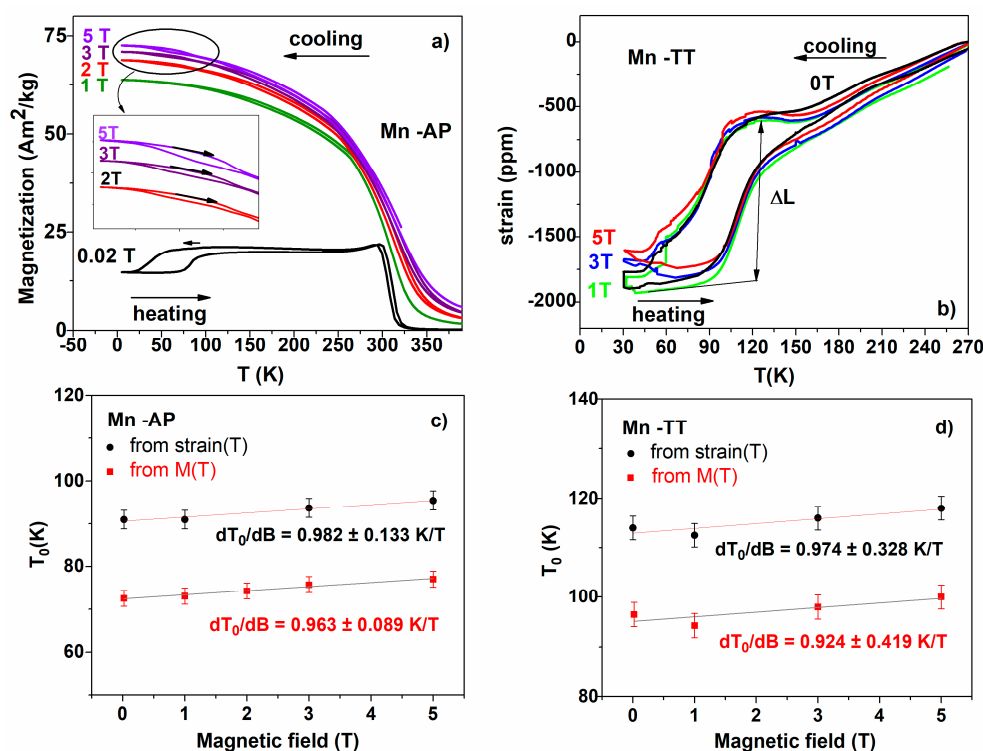 a)
5 T
3 T
2 T
1 T
cooling
Mn -AP
5T
3T
2T
0.02 T
heating
Magnetization (Am²/kg)
75
50
25
0
-50 0 50 100 150 200 250 300 350
T (K)
b)
Mn -TT
cooling
0T
ΔL
5T
3T
1T
heating
strain (ppm)
0
-500
-1000
-1500
-2000
0 30 60 90 120 150 180 210 240 270
T(K)
c)
Mn -AP
from strain(T)
from M(T)
dT₀/dB = 0.982 ± 0.133 K/T
dT₀/dB = 0.963 ± 0.089 K/T
T₀(K)
120
100
80
60
0 1 2 3 4 5
Magnetic field (T)
d)
Mn -TT
from strain(T)
from M(T)
dT₀/dB = 0.974 ± 0.328 K/T
dT₀/dB = 0.924 ± 0.419 K/T
T₀ (K)
140
120
100
80
0 1 2 3 4 5
Magnetic field (T)